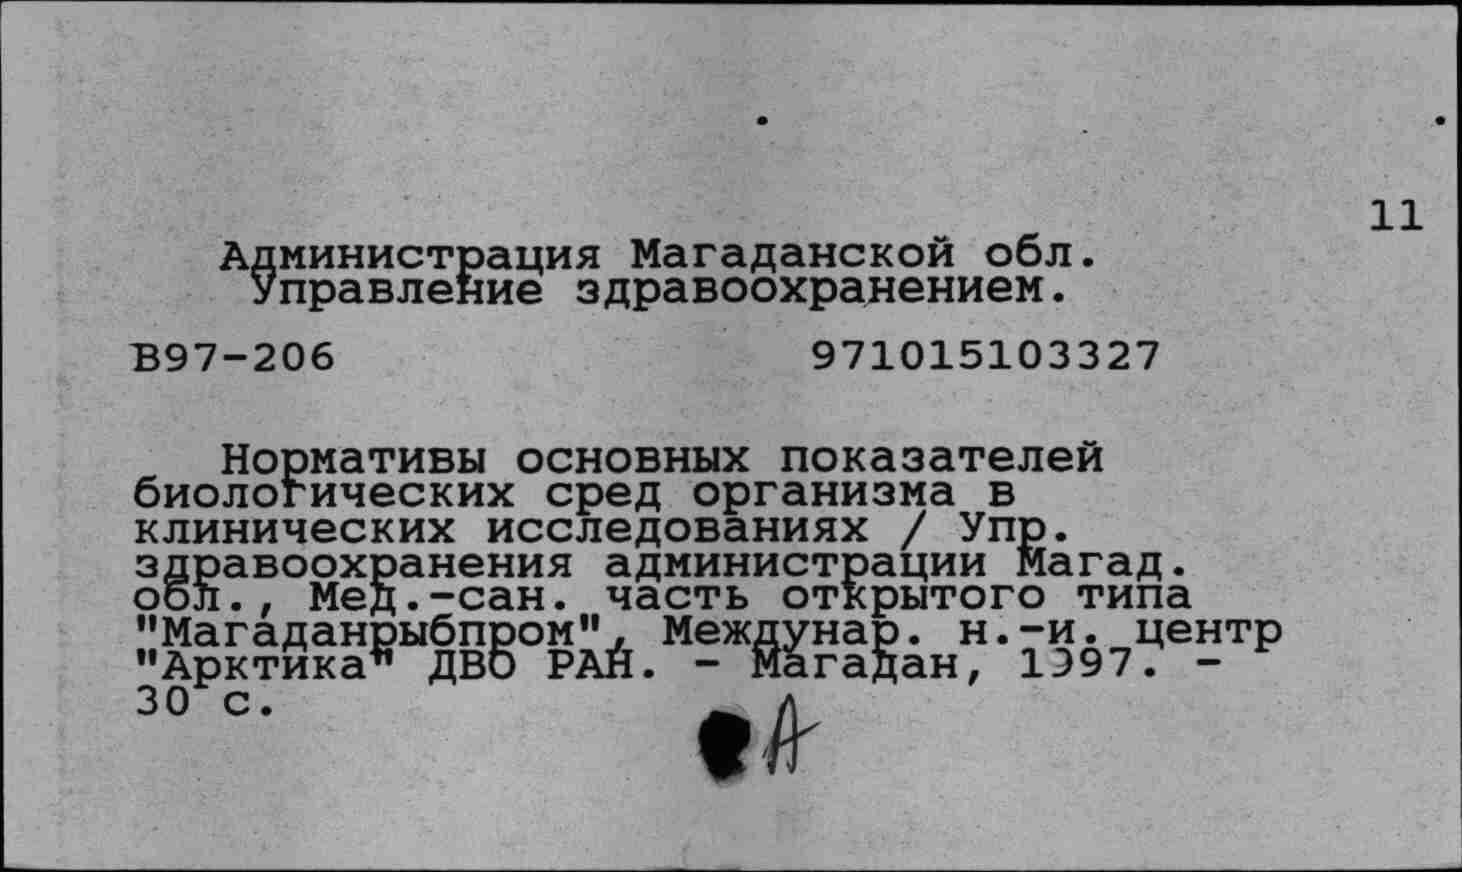 11
Администрация Магаданской обл.
Управление здравоохранением.
В97-206 971015103327
Нормативы основных показателей
биологических сред организма в
клинических исследованиях / Упр.
здравоохранения администрации Магад.
обл., Мед.-сан. часть открытого типа
"Магаданрыбпром", Междунар. н.-и. центр
"Арктика" ДВО РАН. - Магадан, 1997. -
30 с.
А